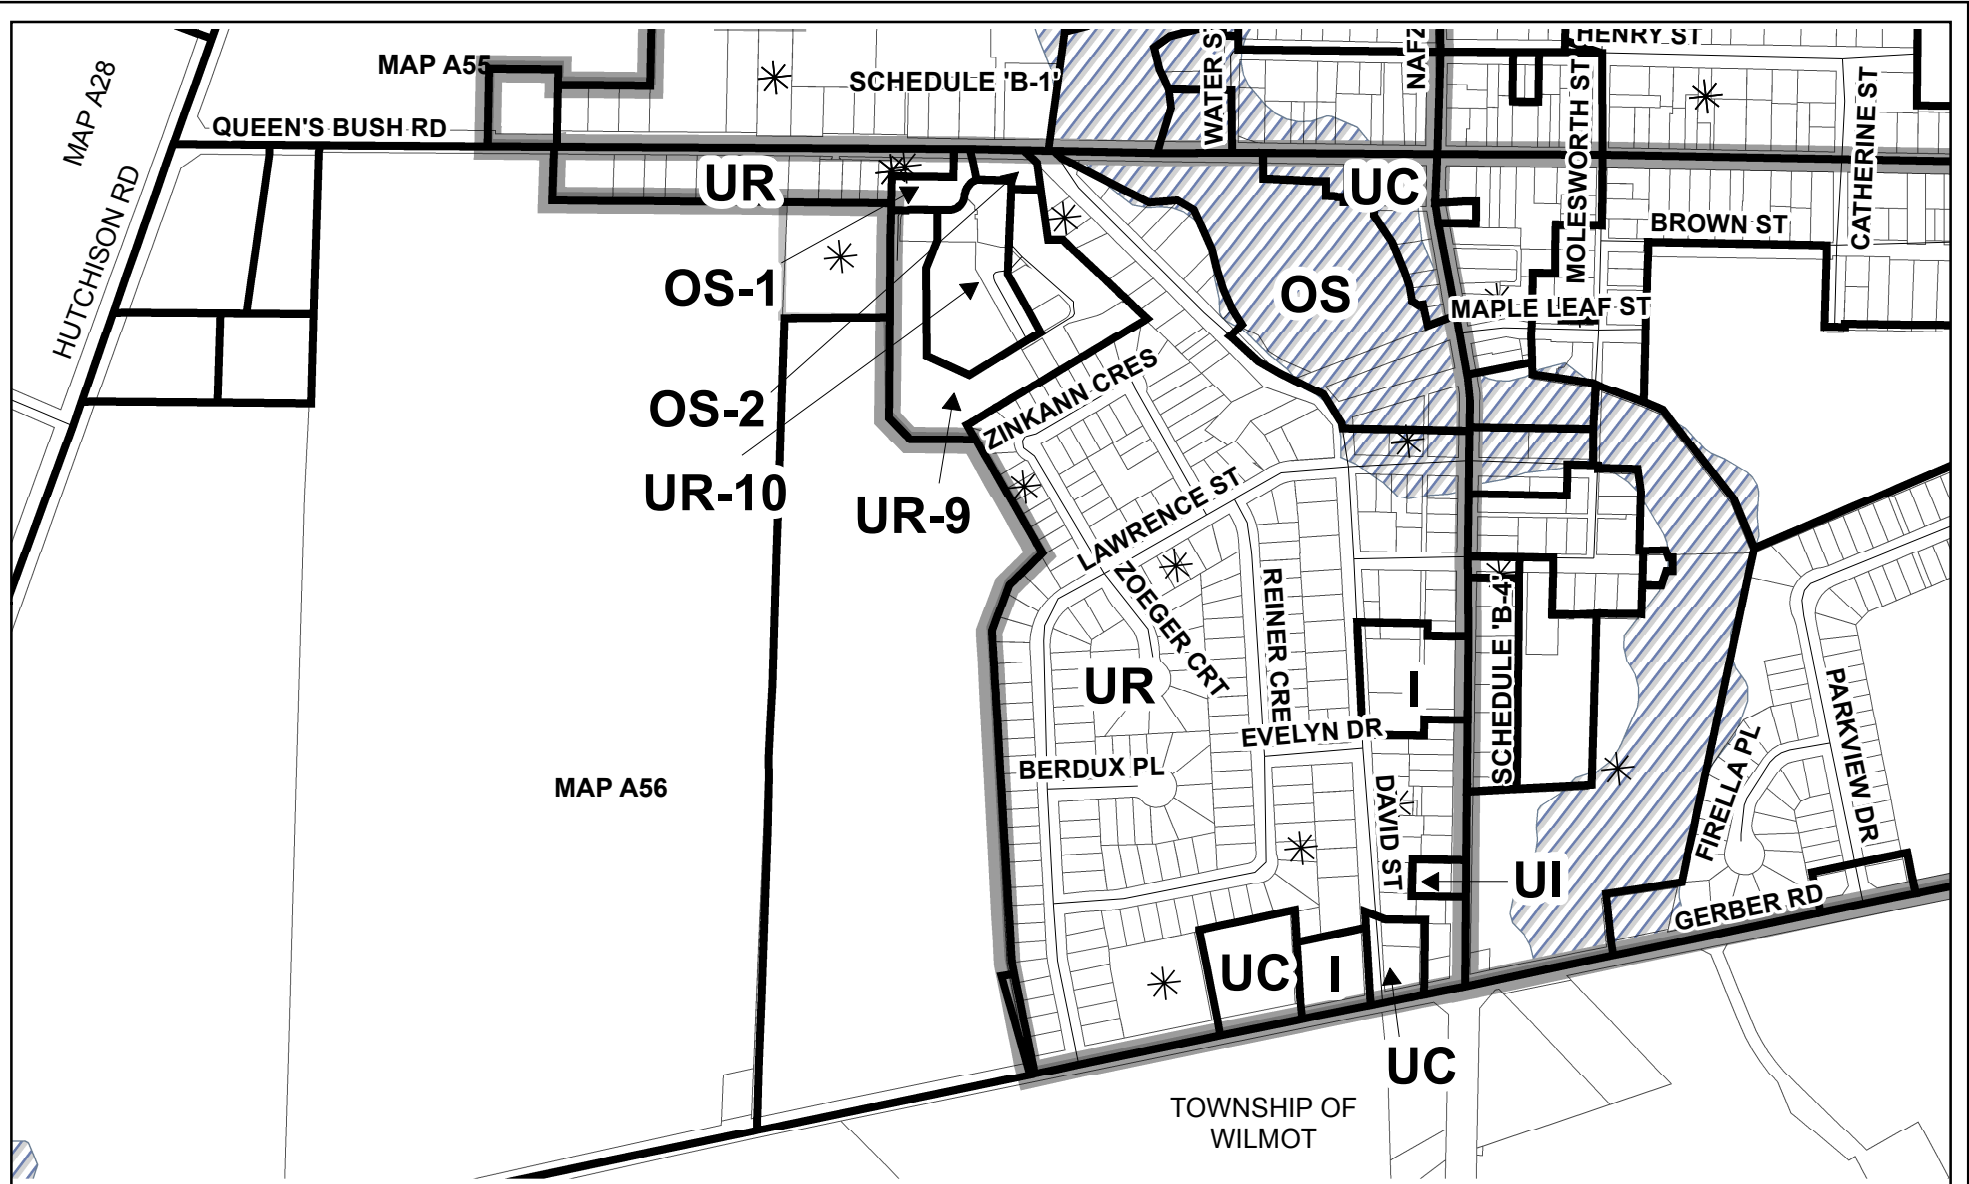 HENRY ST
MAP A55
SCHEDULE 'B-1'
WATER S
NAFZ
MAP A28
QUEEN'S BUSH RD
MOLESWORTH ST
CATHERINE ST
UR
UC
BROWN ST
HUTCHISON RD
OS-1
OS
MAPLE LEAF ST
OS-2
ZINKANN CRES
UR-10
UR-9
LAWRENCE ST
ZOEGER CRT
REINER CRE
SCHEDULE 'B-4'
UR
I
PARKVIEW DR
EVELYN DR
BERDUX PL
FIRELLA PL
MAP A56
DAVID ST
UI
GERBER RD
UC
I
UC
TOWNSHIP OF
WILMOT